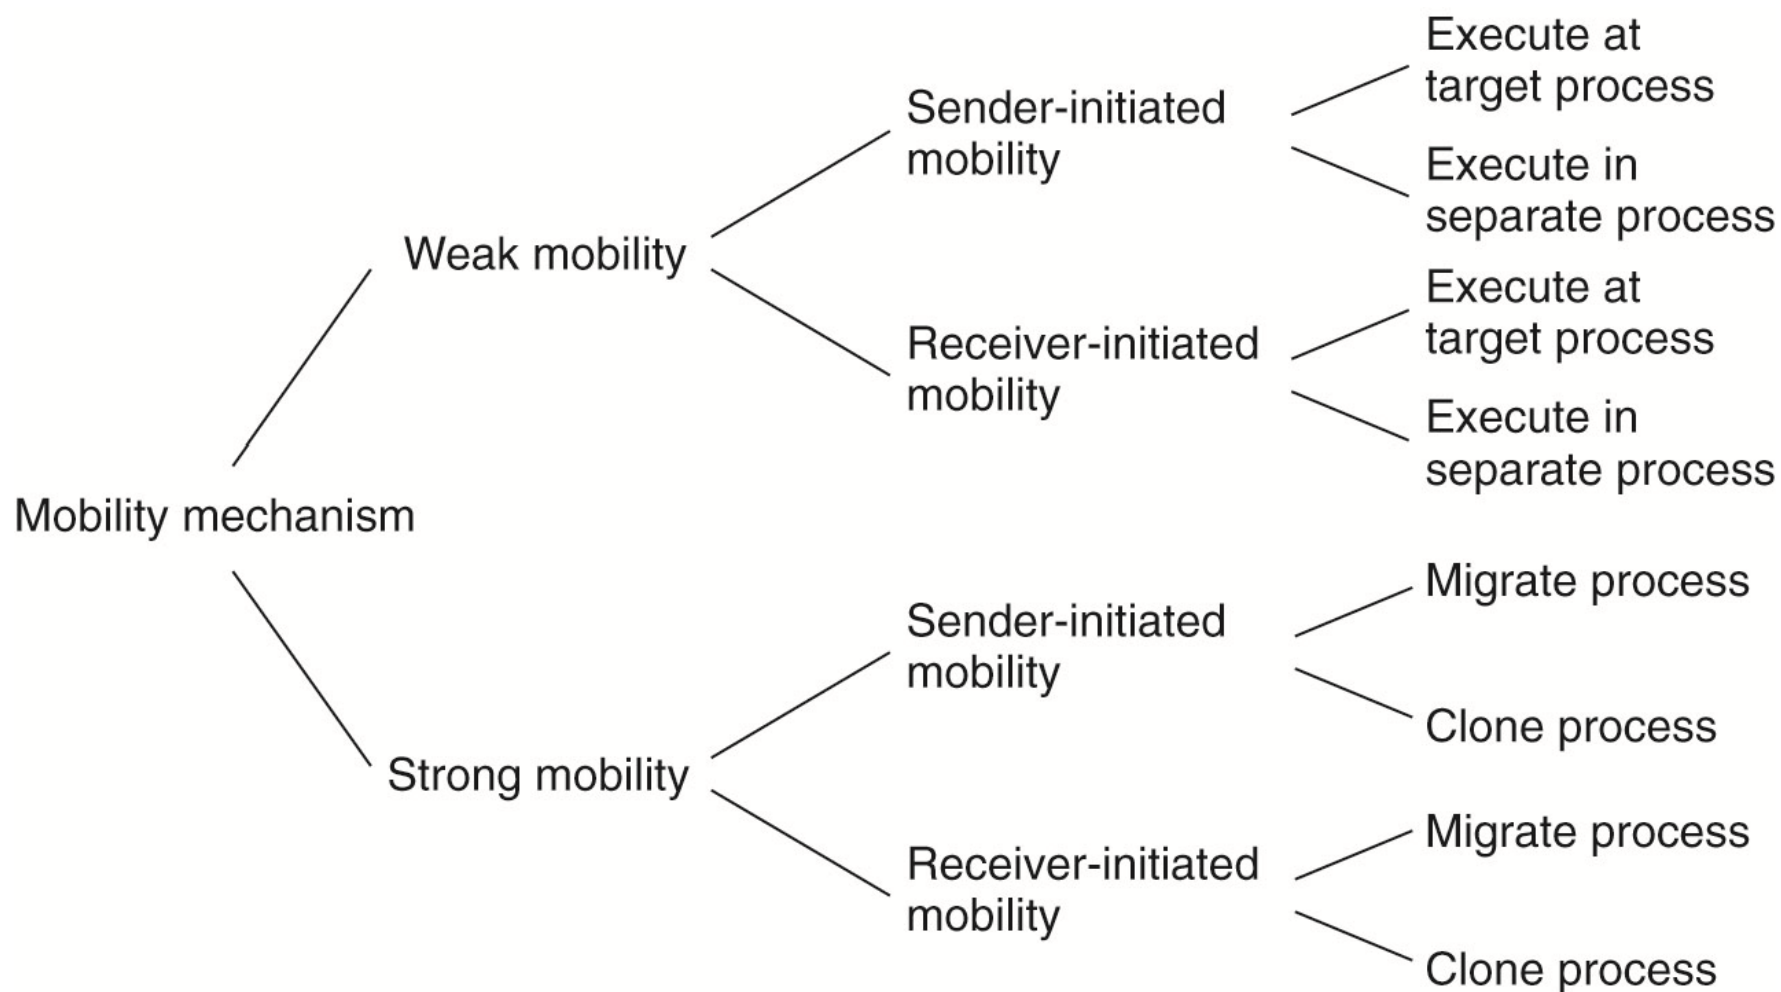 Mobility mechanism
Weak mobility
Sender-initiated
mobility
Execute at
target process
Execute in
separate process
Receiver-initiated
mobility
Execute at
target process
Execute in
separate process
Strong mobility
Sender-initiated
mobility
Migrate process
Clone process
Receiver-initiated
mobility
Migrate process
Clone process